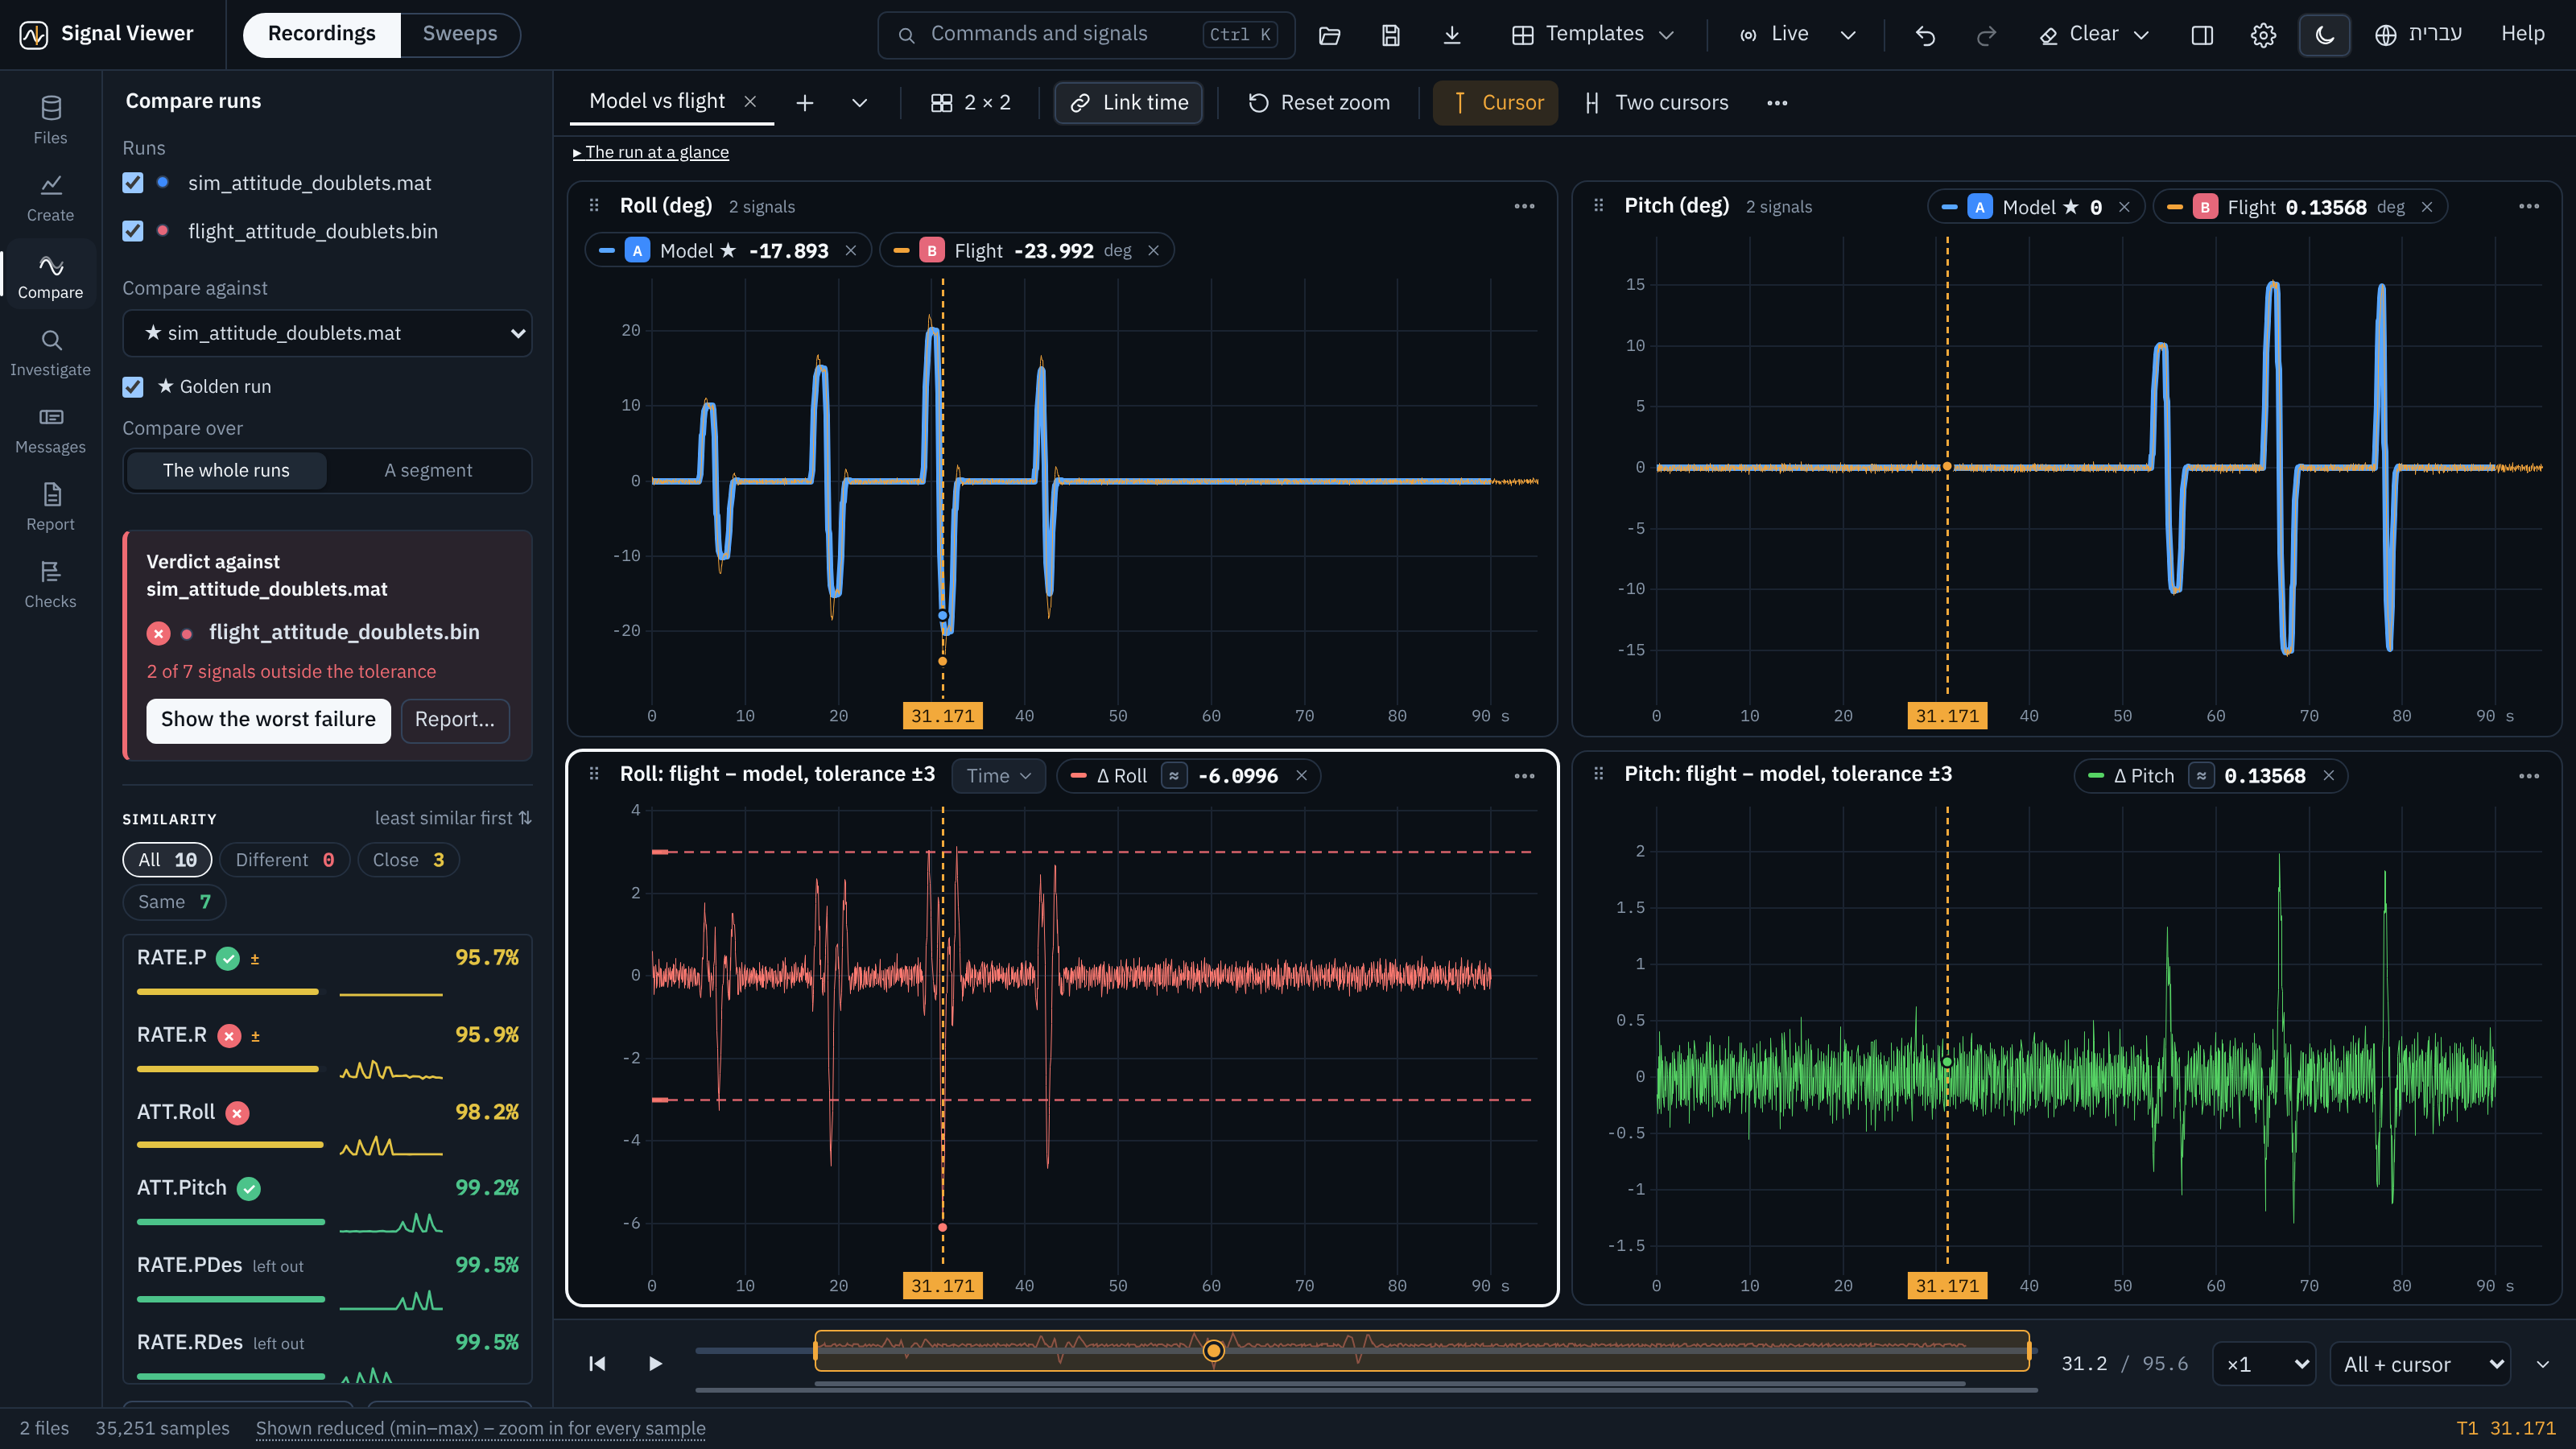 Signal Viewer
Recordings
Sweeps
Commands and signals
Ctrl K
Templates
Live
Clear
עברית
Help
Files
Create
Compare
Investigate
Messages
Report
Checks
Compare runs
Runs
sim_attitude_doublets.mat
flight_attitude_doublets.bin
Compare against
★ sim_attitude_doublets.mat
★ Golden run
Compare over
The whole runs
A segment
Verdict against
sim_attitude_doublets.mat
flight_attitude_doublets.bin
2 of 7 signals outside the tolerance
Show the worst failure
Report...
SIMILARITY
least similar first ⇅
All 10
Different 0
Close 3
Same 7
RATE.P ± 95.7%
RATE.R ± 95.9%
ATT.Roll 98.2%
ATT.Pitch 99.2%
RATE.PDes left out 99.5%
RATE.RDes left out 99.5%
Model vs flight
2 × 2
Link time
Reset zoom
Cursor
Two cursors
▸ The run at a glance
Roll (deg) 2 signals
A Model ★ -17.893
B Flight -23.992 deg
20
10
0
-10
-20
0 10 20 31.171 40 50 60 70 80 90 s
Pitch (deg) 2 signals
A Model ★ 0
B Flight 0.13568 deg
15
10
5
0
-5
-10
-15
0 10 20 31.171 40 50 60 70 80 90 s
Roll: flight – model, tolerance ±3
Time
Δ Roll ≈ -6.0996
4
2
0
-2
-4
-6
0 10 20 31.171 40 50 60 70 80 90 s
Pitch: flight – model, tolerance ±3
Δ Pitch ≈ 0.13568
2
1.5
1
0.5
0
-0.5
-1
-1.5
0 10 20 31.171 40 50 60 70 80 90 s
31.2 / 95.6
×1
All + cursor
2 files
35,251 samples
Shown reduced (min–max) – zoom in for every sample
T1 31.171